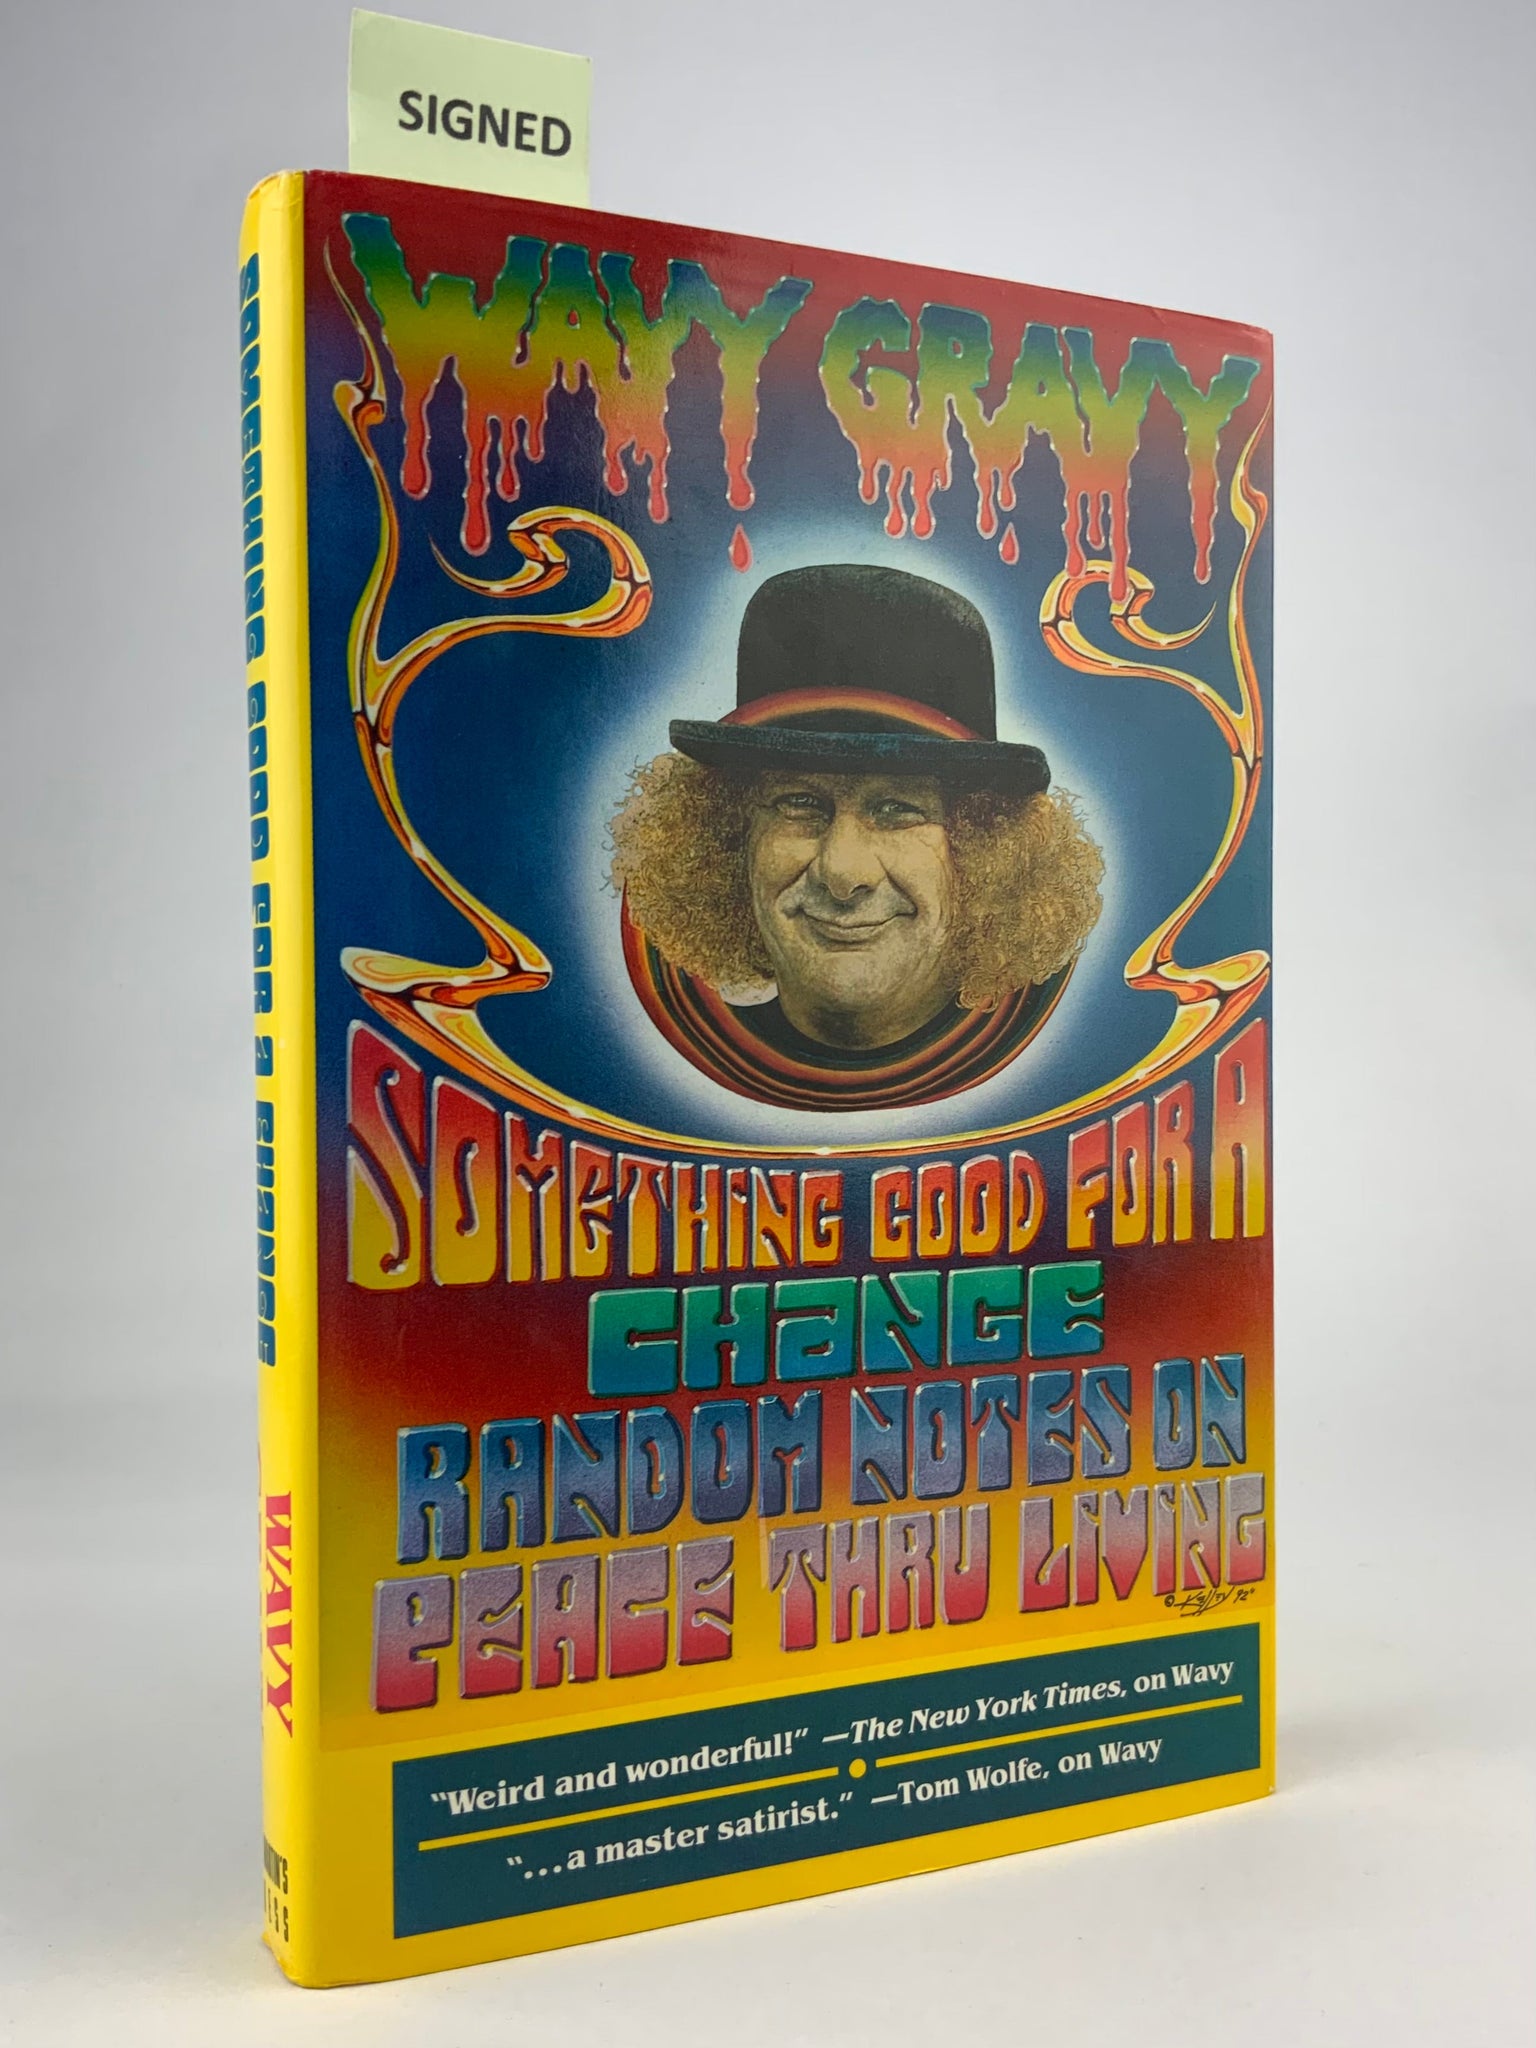 SIGNED
WAVY GRAVY
SOMETHING GOOD FOR A
CHANGE
RANDOM NOTES ON
PEACE THRU LIVING
© Kelley 92"
"Weird and wonderful!" —The New York Times, on Wavy
"...a master satirist." —Tom Wolfe, on Wavy
SOMETHING GOOD FOR A CHANGE
WAVY